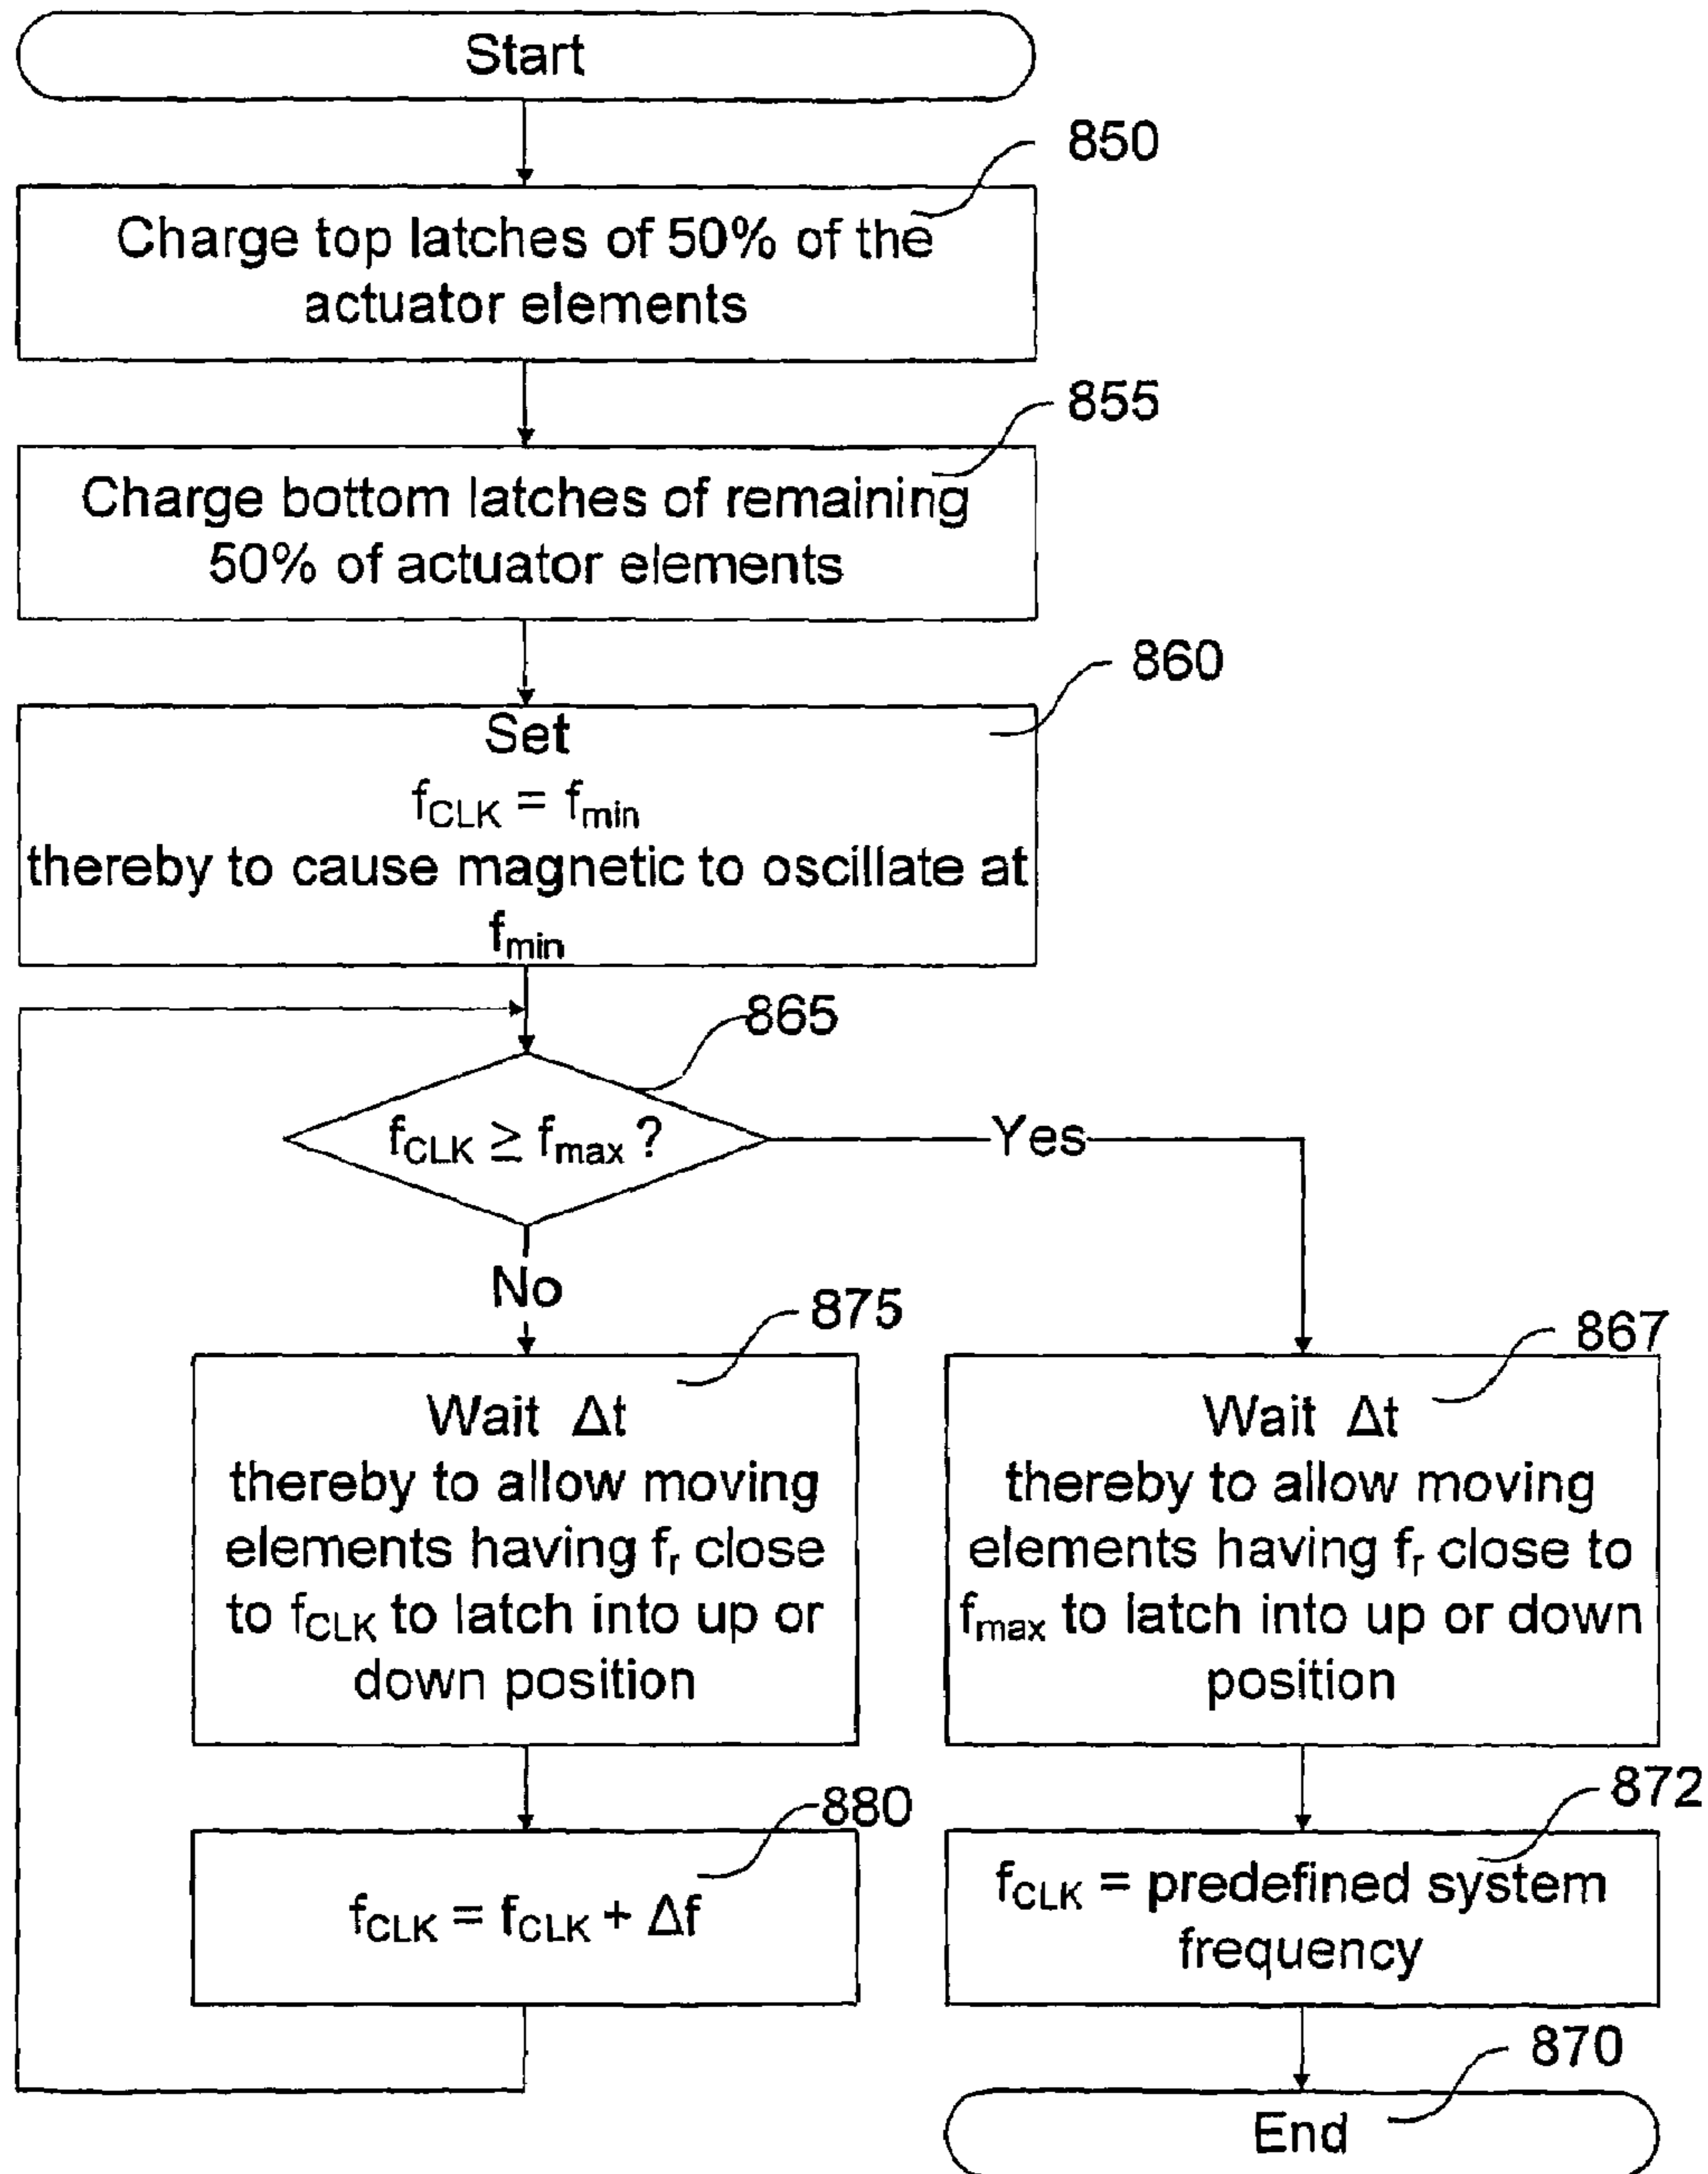 Start
850
Charge top latches of 50% of the
actuator elements
855
Charge bottom latches of remaining
50% of actuator elements
860
Set
fCLK = fmin
thereby to cause magnetic to oscillate at
fmin
865
fCLK ≥ fmax ?
Yes
No
875
Wait Δt
thereby to allow moving
elements having fr close
to fCLK to latch into up or
down position
867
Wait Δt
thereby to allow moving
elements having fr close to
fmax to latch into up or down
position
880
fCLK = fCLK + Δf
872
fCLK = predefined system
frequency
870
End